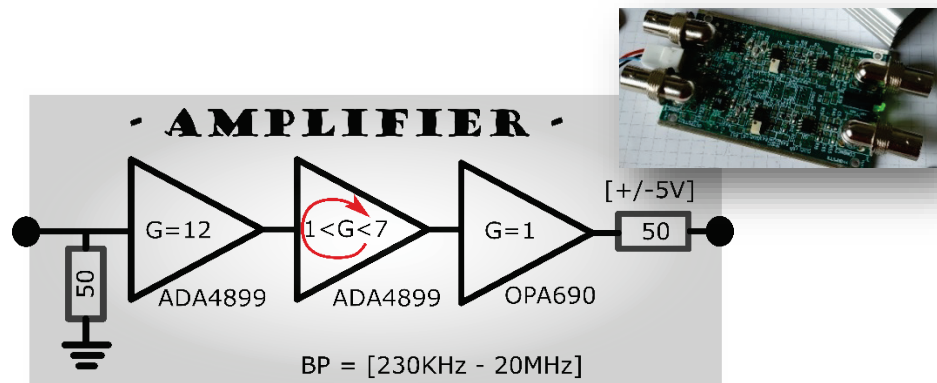 - AMPLIFIER -
[+/-5V]
G=12
1<G<7
G=1
50
50
ADA4899
ADA4899
OPA690
BP = [230KHz - 20MHz]